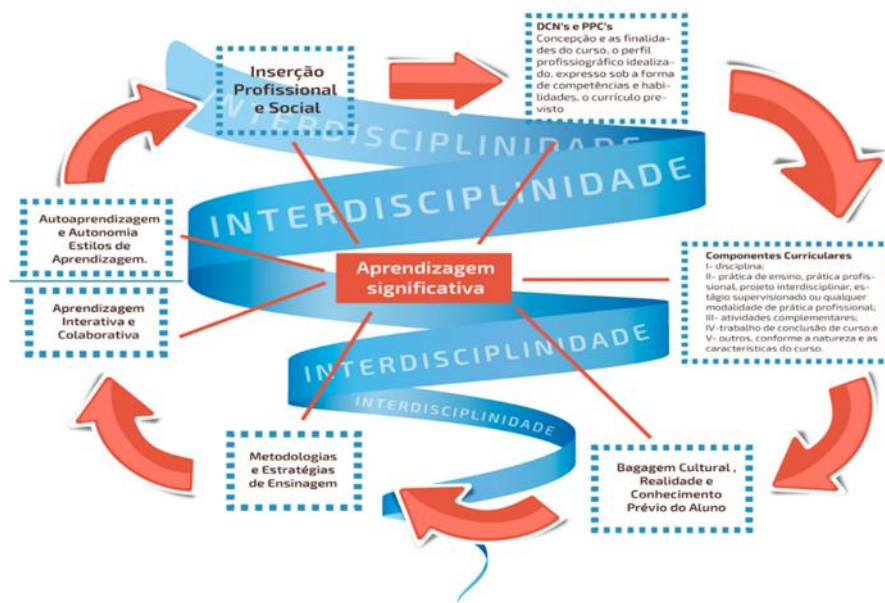 Inserção
Profissional
e Social
DCN's e PPC's
Concepção e as finalida-
des do curso, o perfil
profissiográfico idealiza-
do, expresso sob a forma
de competências e habi-
lidades, o currículo pre-
visto
INTERDISCIPLINIDADE
INTERDISCIPLINIDADE
Autoaprendizagem
e Autonomia
Estilos de
Aprendizagem.
Aprendizagem
Interativa e
Colaborativa
Aprendizagem
significativa
Componentes Curriculares
I- disciplina;
II- prática de ensino, prática profis-
sional, projeto interdisciplinar, es-
tágio supervisionado ou qualquer
modalidade de prática profissional;
III- atividades complementares;
IV-trabalho de conclusão de curso;e
V- outros, conforme a natureza e as
características do curso.
INTERDISCIPLINIDADE
INTERDISCIPLINIDADE
Metodologias
e Estratégias
de Ensinagem
Bagagem Cultural ,
Realidade e
Conhecimento
Prévio do Aluno